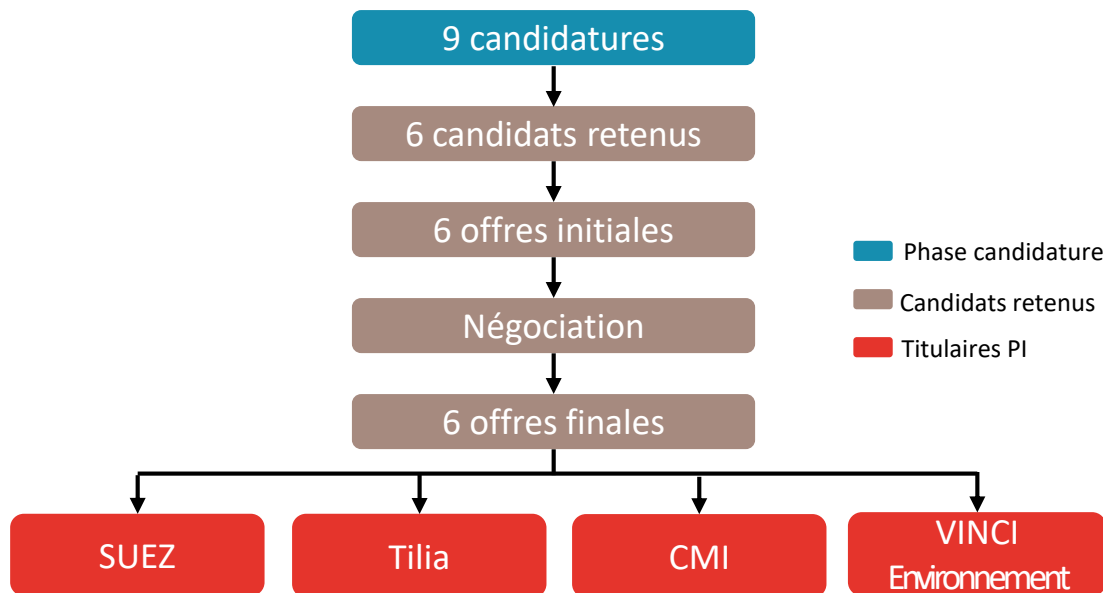 9 candidatures
6 candidats retenus
6 offres initiales
Négociation
6 offres finales
Phase candidature
Candidats retenus
Titulaires PI
SUEZ
Tilia
CMI
VINCI
Environnement